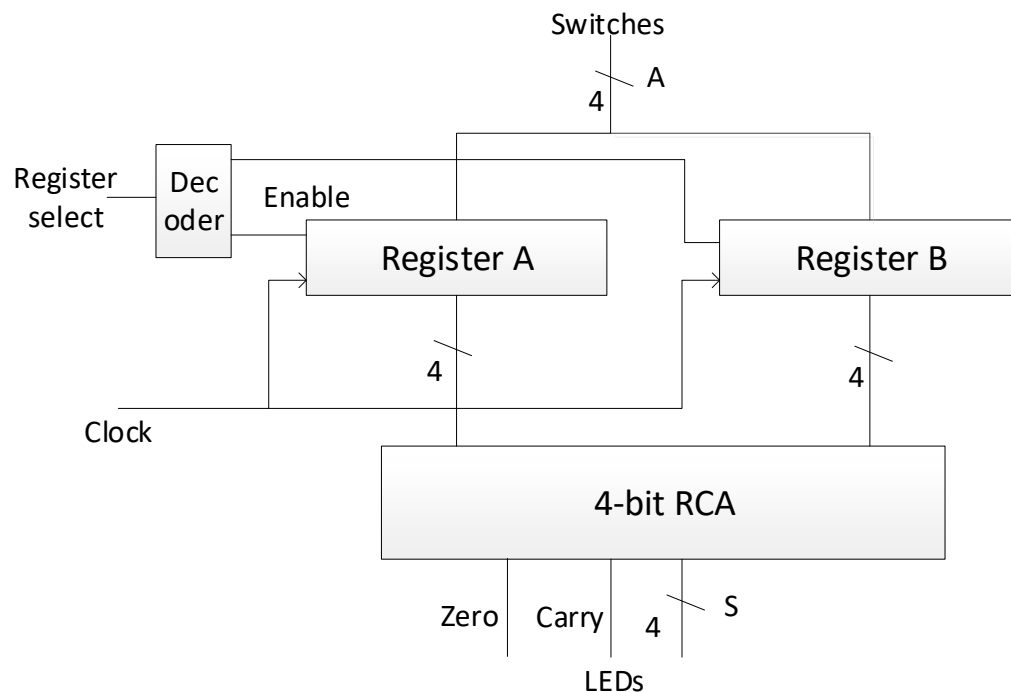 Switches
A
4
Register
select
Dec
oder
Enable
Register A
Register B
4
4
Clock
4-bit RCA
Zero
Carry
4
S
LEDs